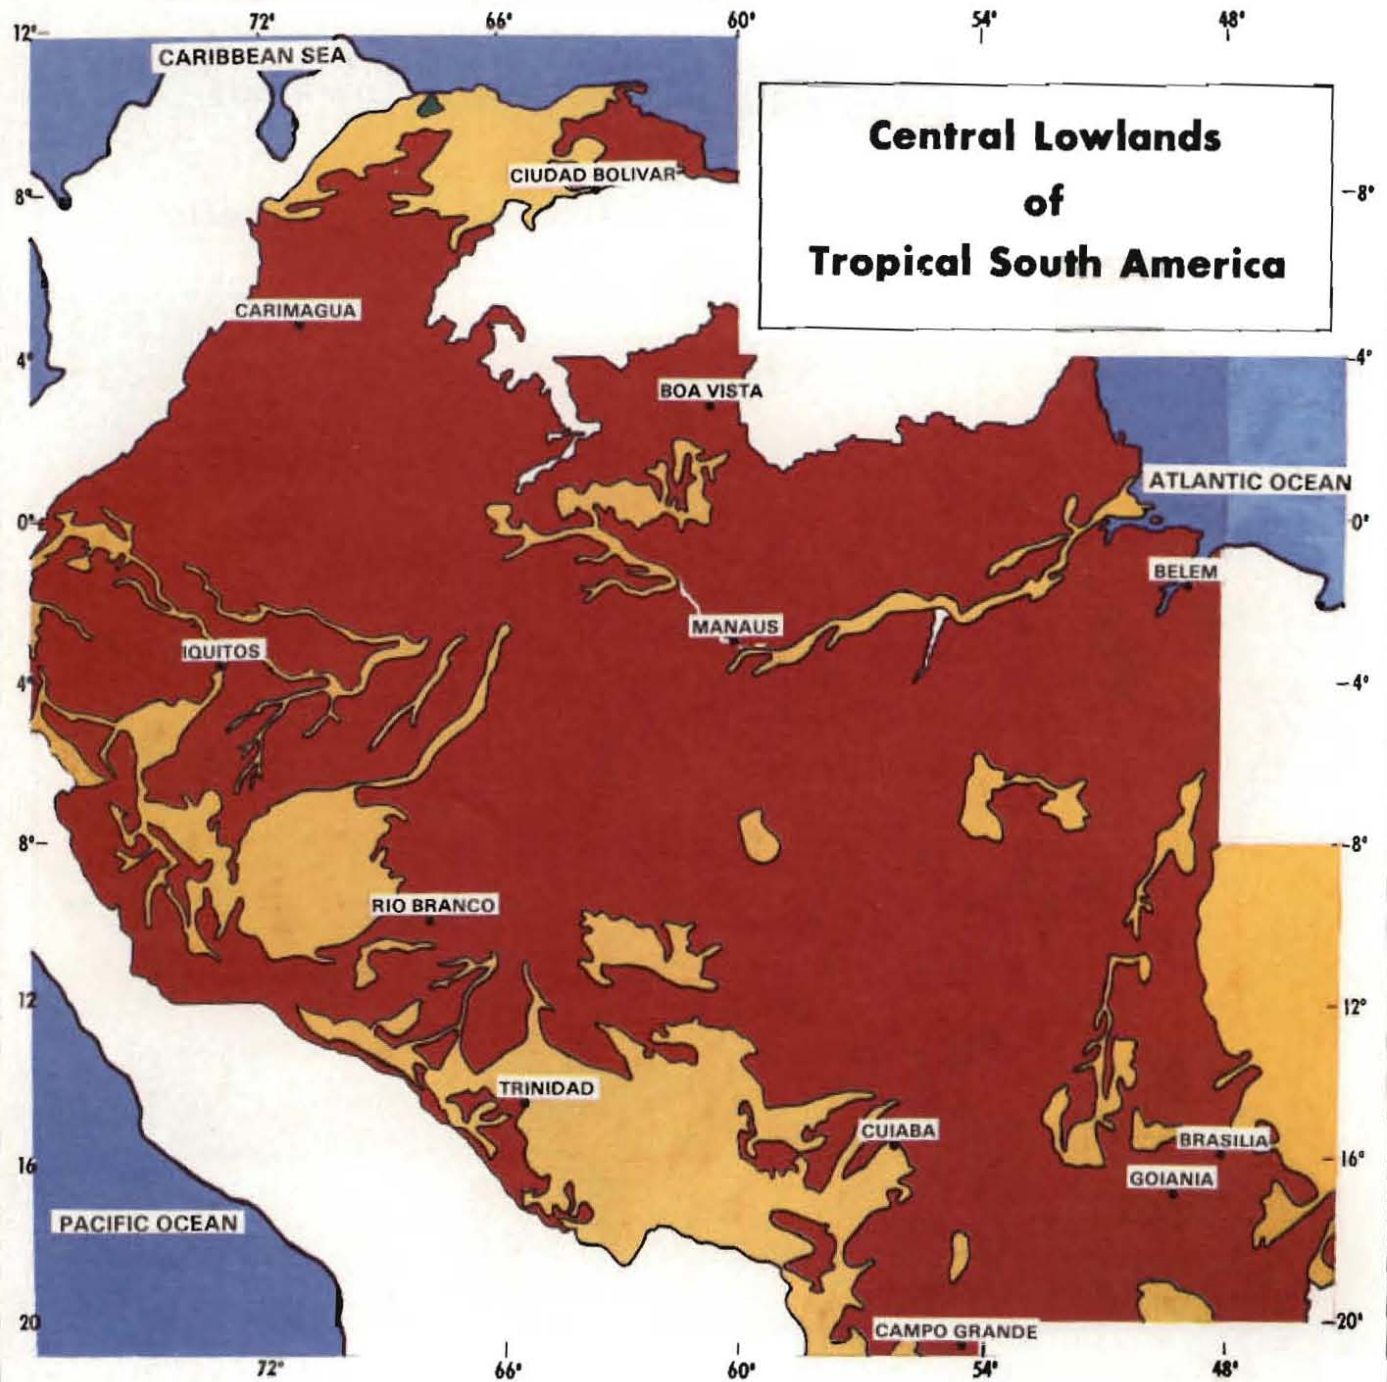 72° 66° 60° 54° 48°
12°
CARIBBEAN SEA
Central Lowlands
of
Tropical South America
CIUDAD BOLIVAR
8° 8°
CARIMAGUA
4° 4°
BOA VISTA
ATLANTIC OCEAN
0° 0°
BELEM
MANAUS
IQUITOS
4° 4°
8° 8°
RIO BRANCO
12 12°
TRINIDAD
CUIABA
BRASILIA
16 16°
GOIANIA
PACIFIC OCEAN
20 20°
CAMPO GRANDE
72° 66° 60° 54° 48°